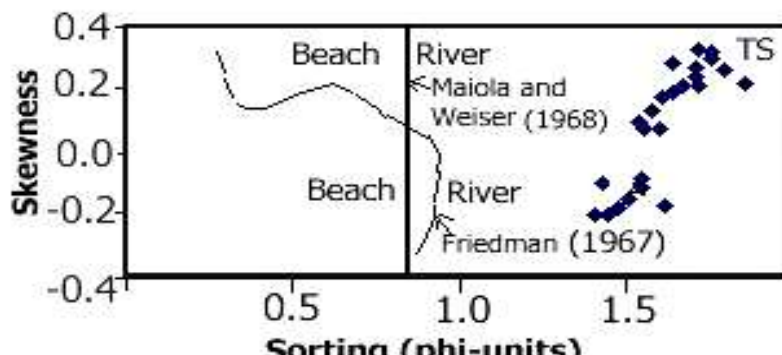 0.4
0.2
0.0
-0.2
-0.4
Skewness
Beach River TS
Maiola and
Weiser (1968)
Beach River
Friedman (1967)
0.5 1.0 1.5
Sorting (phi-units)